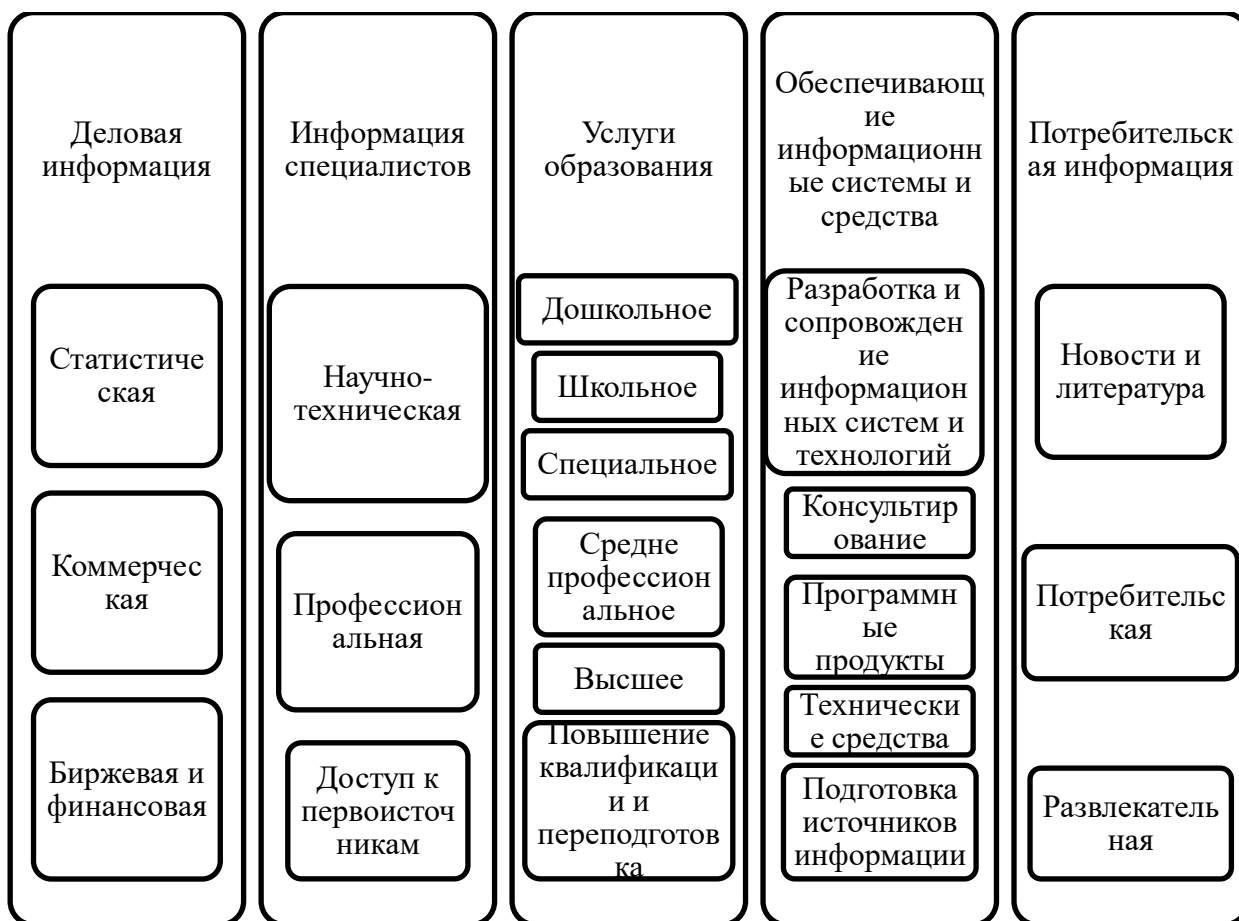 Деловая
информация
Статистиче
ская
Коммерчес
кая
Биржевая и
финансовая
Информация
специалистов
Научно-
техническая
Профессион
альная
Доступ к
первоисточ
никам
Услуги
образования
Дошкольное
Школьное
Специальное
Средне
профессион
альное
Высшее
Повышение
квалификаци
и и
переподготов
ка
Обеспечивающ
ие
информационн
ые системы и
средства
Разработка и
сопровожден
ие
информацион
ных систем и
технологий
Консультир
ование
Программн
ые
продукты
Технически
е средства
Подготовка
источников
информации
Потребительск
ая информация
Новости и
литература
Потребительс
кая
Развлекатель
ная